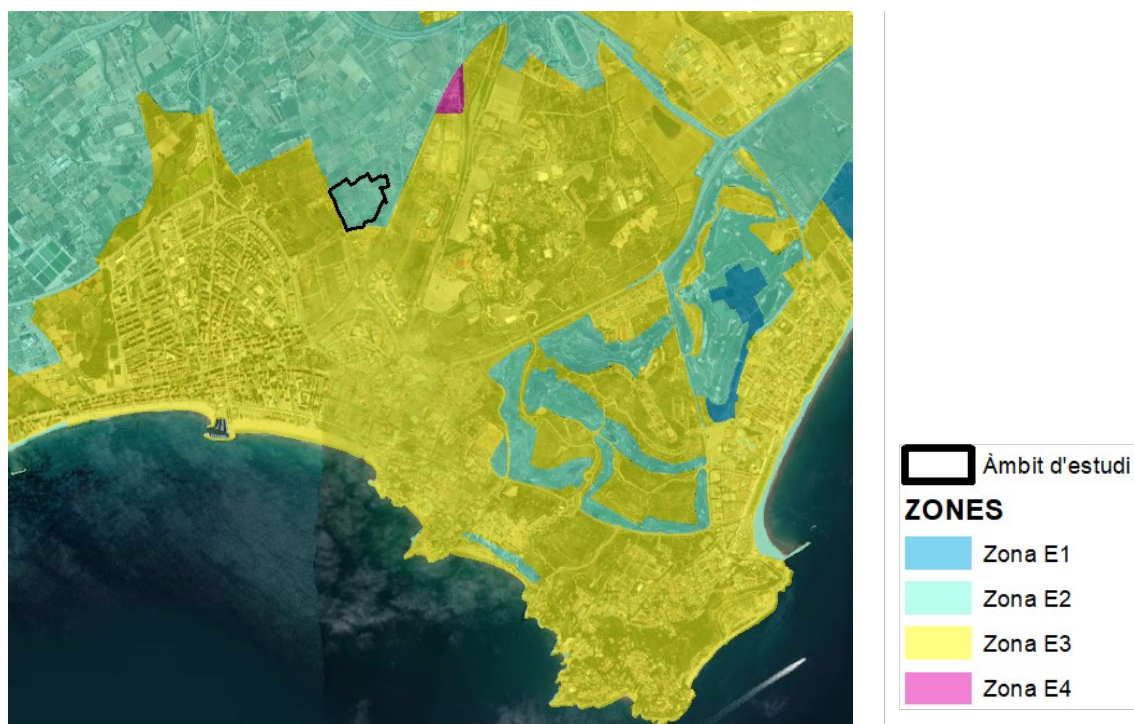 Àmbit d'estudi
ZONES
Zona E1
Zona E2
Zona E3
Zona E4